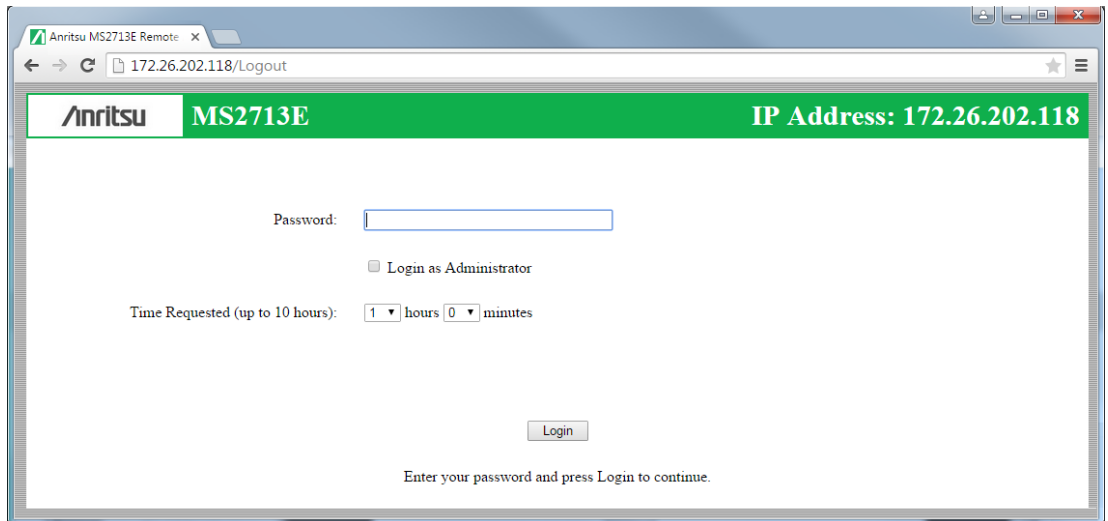 Anritsu MS2713E Remote
172.26.202.118/Logout
Anritsu MS2713E IP Address: 172.26.202.118
Password:
Login as Administrator
Time Requested (up to 10 hours): 1 hours 0 minutes
Login
Enter your password and press Login to continue.